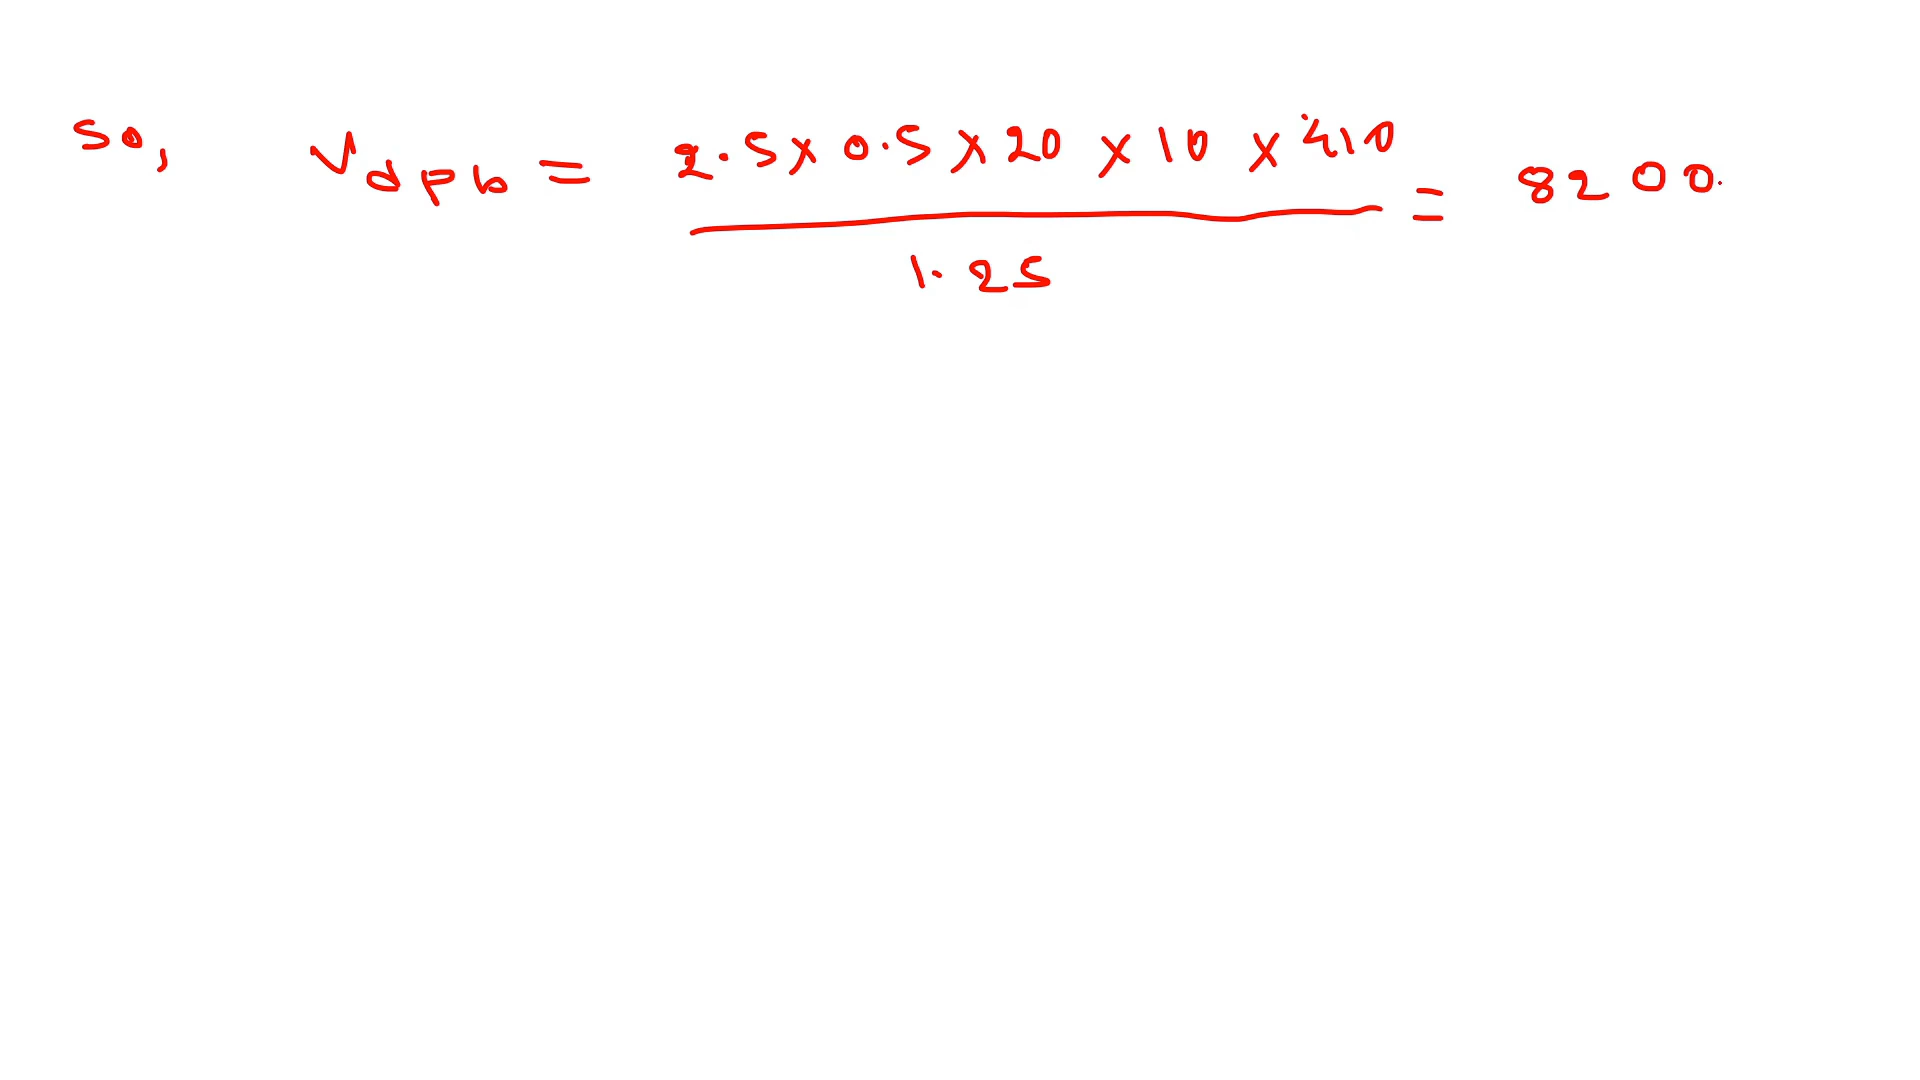 so, Vdpb = 2.5 x 0.5 x 20 x 10 x 410 / 1.25 = 8200.